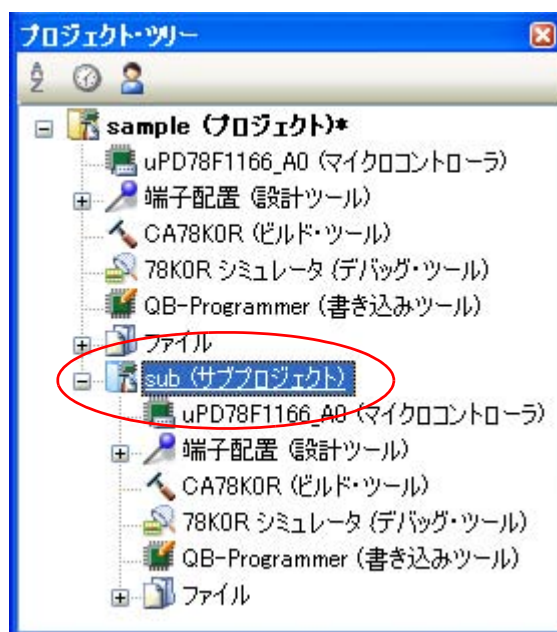 プロジェクト・ツリー
sample (プロジェクト)*
uPD78F1166_A0 (マイクロコントローラ)
端子配置 (設計ツール)
CA78K0R (ビルド・ツール)
78K0R シミュレータ (デバッグ・ツール)
QB-Programmer (書き込みツール)
ファイル
sub (サブプロジェクト)
uPD78F1166_A0 (マイクロコントローラ)
端子配置 (設計ツール)
CA78K0R (ビルド・ツール)
78K0R シミュレータ (デバッグ・ツール)
QB-Programmer (書き込みツール)
ファイル